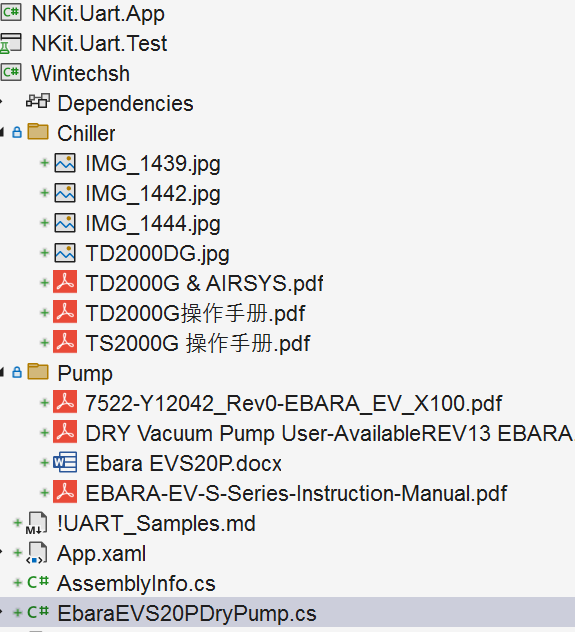 NKit.Uart.App
NKit.Uart.Test
Wintechsh
Dependencies
Chiller
IMG_1439.jpg
IMG_1442.jpg
IMG_1444.jpg
TD2000DG.jpg
TD2000G & AIRSYS.pdf
TD2000G操作手册.pdf
TS2000G 操作手册.pdf
Pump
7522-Y12042_Rev0-EBARA_EV_X100.pdf
DRY Vacuum Pump User-AvailableREV13 EBARA.
Ebara EVS20P.docx
EBARA-EV-S-Series-Instruction-Manual.pdf
!UART_Samples.md
App.xaml
C# AssemblyInfo.cs
C# EbaraEVS20PDryPump.cs